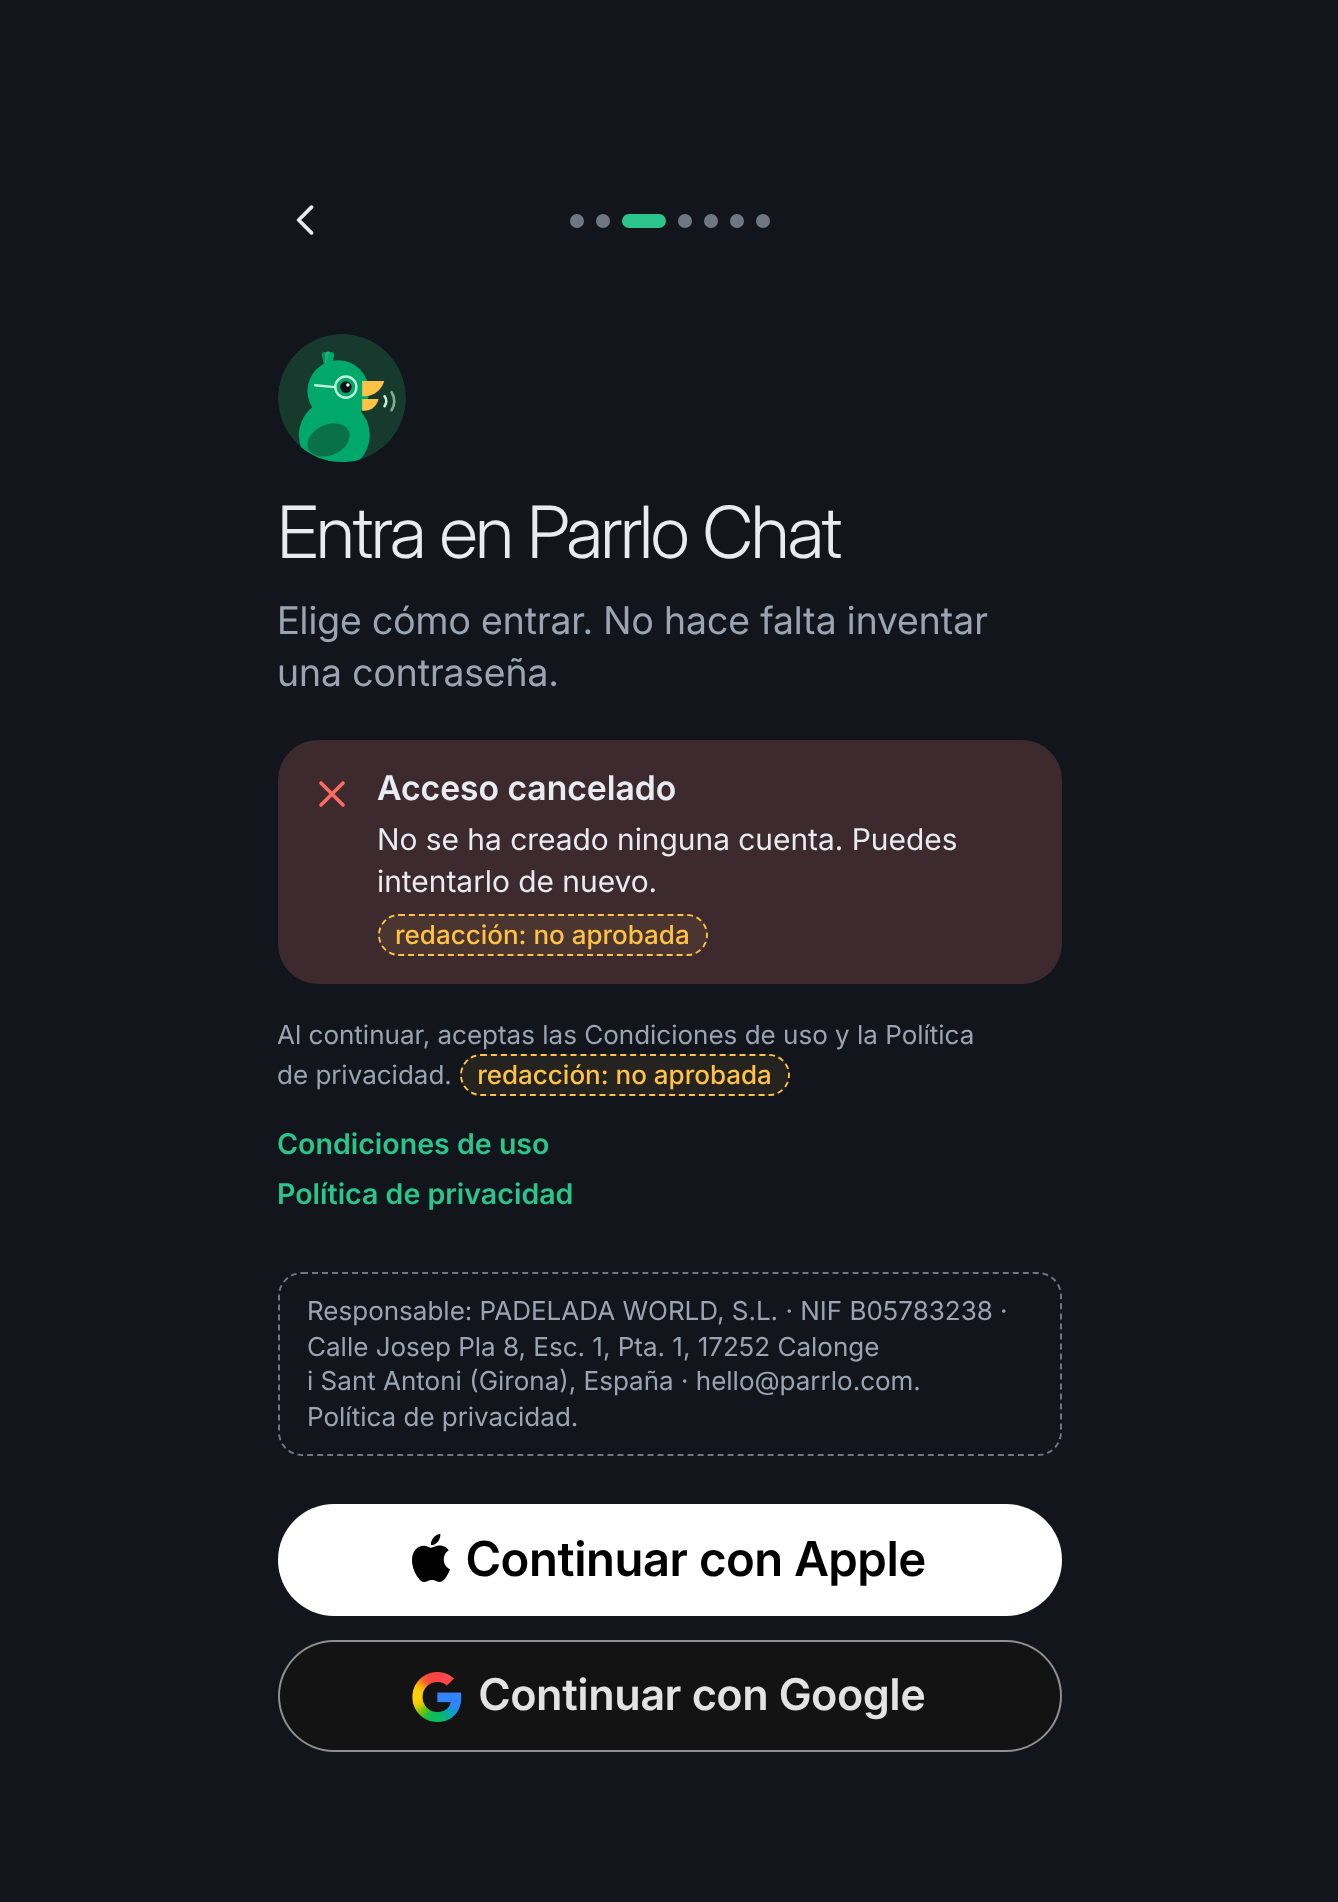 Entra en Parrlo Chat
Elige cómo entrar. No hace falta inventar
una contraseña.
Acceso cancelado
No se ha creado ninguna cuenta. Puedes
intentarlo de nuevo.
redacción: no aprobada
Al continuar, aceptas las Condiciones de uso y la Política
de privacidad. redacción: no aprobada
Condiciones de uso
Política de privacidad
Responsable: PADELADA WORLD, S.L. · NIF B05783238 ·
Calle Josep Pla 8, Esc. 1, Pta. 1, 17252 Calonge
i Sant Antoni (Girona), España · hello@parrlo.com.
Política de privacidad.
Continuar con Apple
Continuar con Google